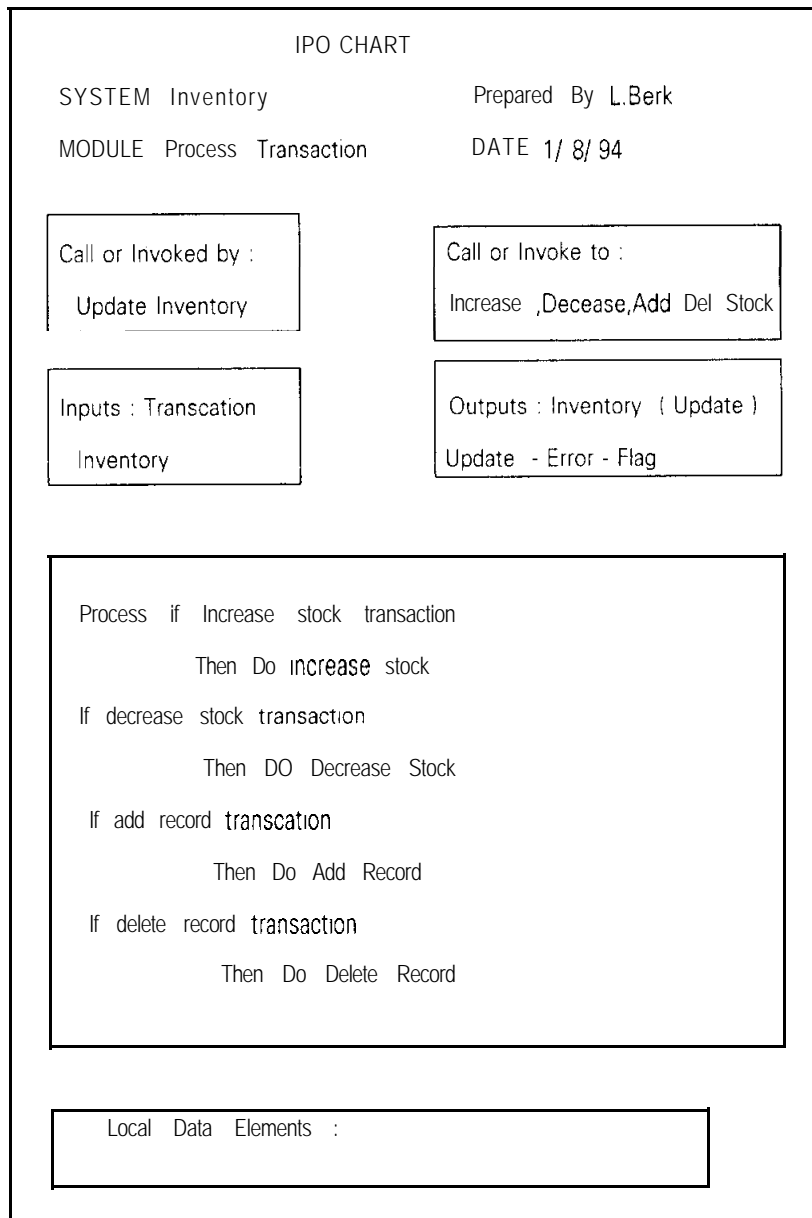 IPO CHART
SYSTEM Inventory Prepared By L.Berk
MODULE Process Transaction DATE 1/ 8/ 94
Call or Invoked by :
Update Inventory
Call or Invoke to :
Increase ,Decease,Add Del Stock
Inputs : Transcation
Inventory
Outputs : Inventory ( Update )
Update - Error - Flag
Process if Increase stock transaction
Then Do increase stock
If decrease stock transaction
Then DO Decrease Stock
If add record transcation
Then Do Add Record
If delete record transaction
Then Do Delete Record
Local Data Elements :